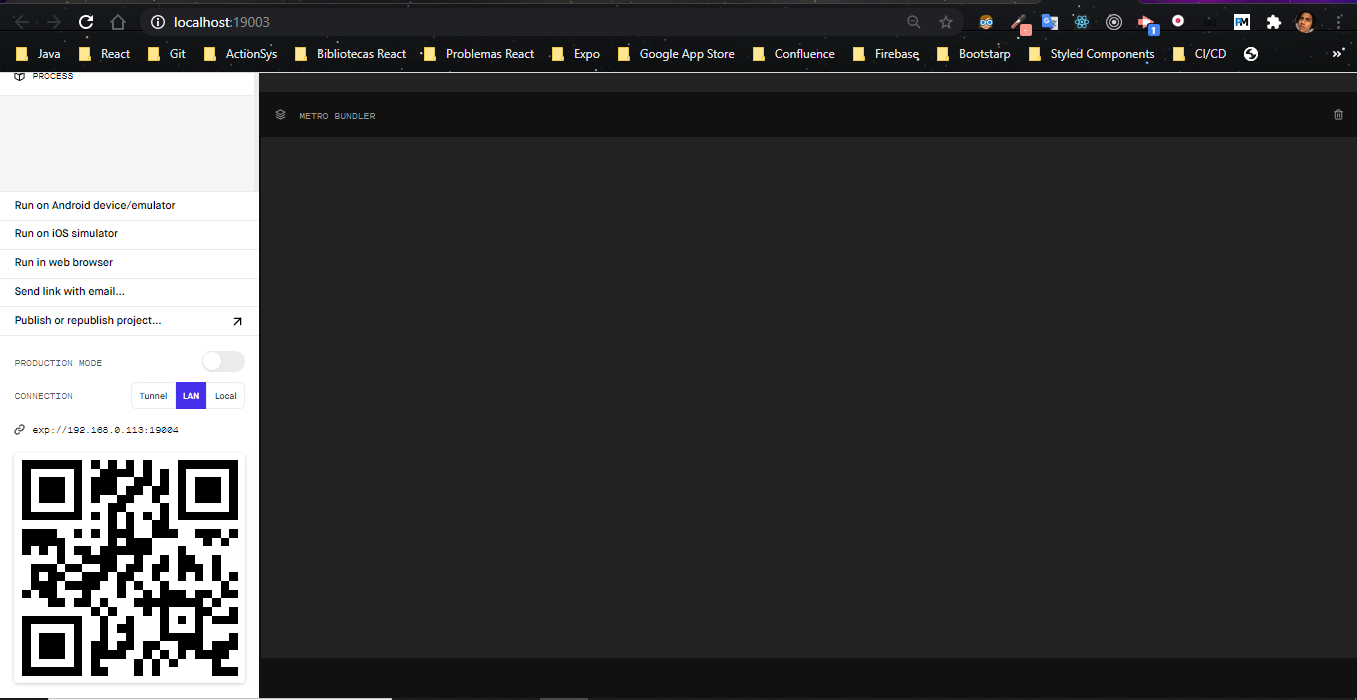 localhost:19003
Java React Git ActionSys Bibliotecas React Problemas React Expo Google App Store Confluence Firebase Bootstarp Styled Components CI/CD »
PROCESS
METRO BUNDLER
Run on Android device/emulator
Run on iOS simulator
Run in web browser
Send link with email...
Publish or republish project...
PRODUCTION MODE
CONNECTION Tunnel LAN Local
exp://192.168.0.113:19004